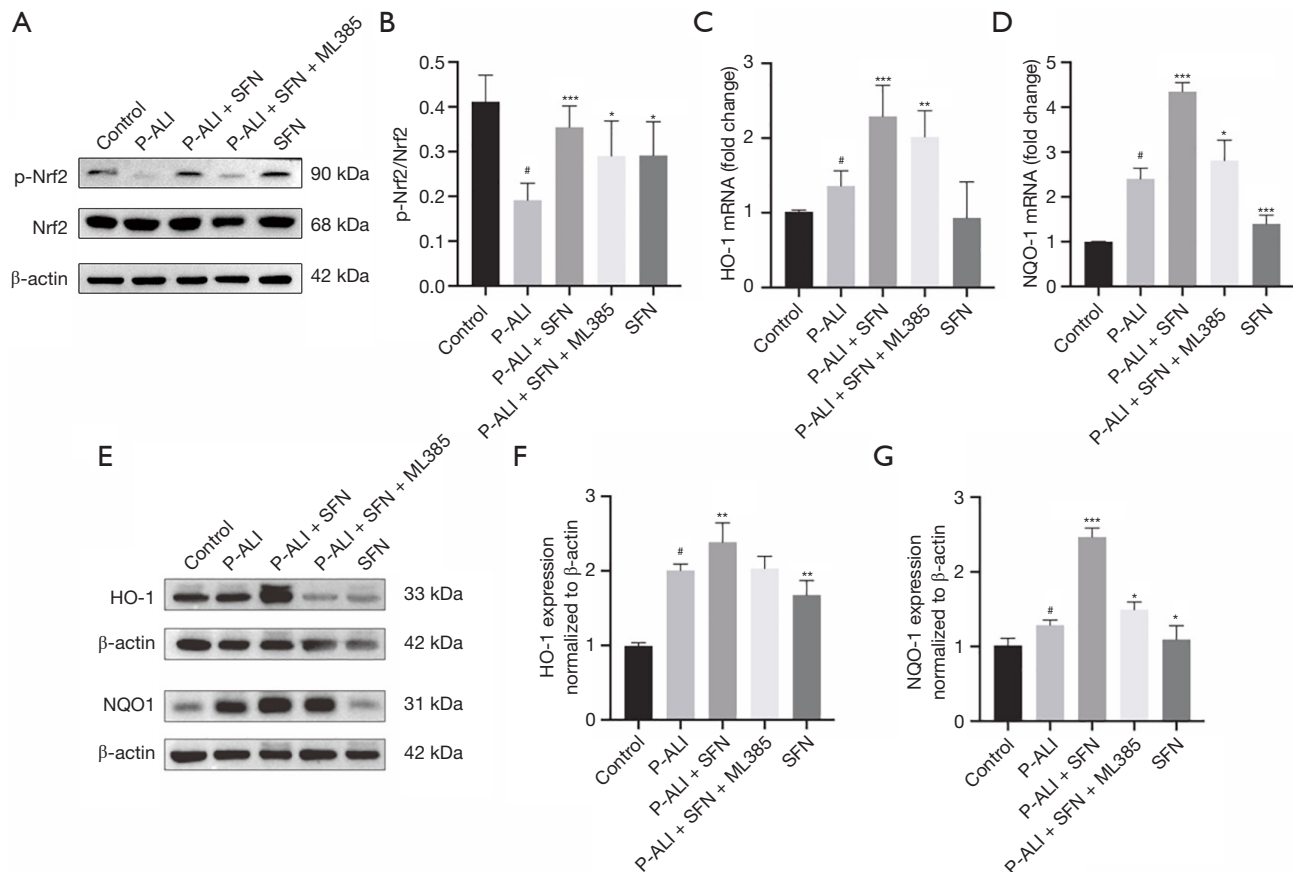 A
Control
P-ALI
P-ALI + SFN
P-ALI + SFN + ML385
SFN
p-Nrf2
90 kDa
Nrf2
68 kDa
β-actin
42 kDa
B
p-Nrf2/Nrf2
0.5
0.4
0.3
0.2
0.1
0.0
#
***
*
*
Control
P-ALI
P-ALI + SFN
P-ALI + SFN + ML385
SFN
C
HO-1 mRNA (fold change)
3
2
1
0
#
***
**
Control
P-ALI
P-ALI + SFN
P-ALI + SFN + ML385
SFN
D
NQO-1 mRNA (fold change)
5
4
3
2
1
0
#
***
*
***
Control
P-ALI
P-ALI + SFN
P-ALI + SFN + ML385
SFN
E
Control
P-ALI
P-ALI + SFN
P-ALI + SFN + ML385
SFN
HO-1
33 kDa
β-actin
42 kDa
NQO1
31 kDa
β-actin
42 kDa
F
HO-1 expression
normalized to β-actin
3
2
1
0
#
**
**
Control
P-ALI
P-ALI + SFN
P-ALI + SFN + ML385
SFN
G
NQO-1 expression
normalized to β-actin
3
2
1
0
#
***
*
*
Control
P-ALI
P-ALI + SFN
P-ALI + SFN + ML385
SFN